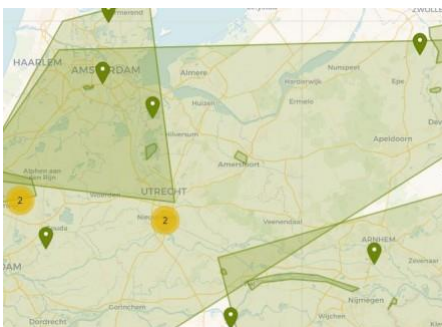 ZWOLLE
HAARLEM
AMSTERDAM
Almere
Nunspeet
Harderwijk
Epe
Huizen
Ermelo
Hilversum
Apeldoorn
Amersfoort
Alphen aan
den Rijn
Woerden
UTRECHT
2
2
Gouda
Veenendaal
ARNHEM
Zevenaar
Nijmegen
Gorinchem
Wijchen
Dordrecht